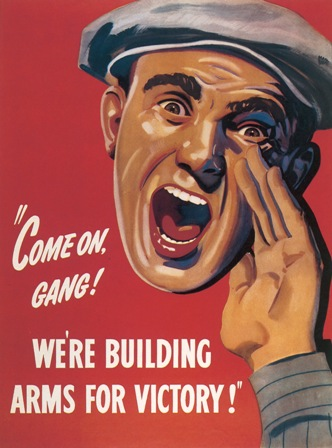 "COME ON,
GANG!
WE'RE BUILDING
ARMS FOR VICTORY!"